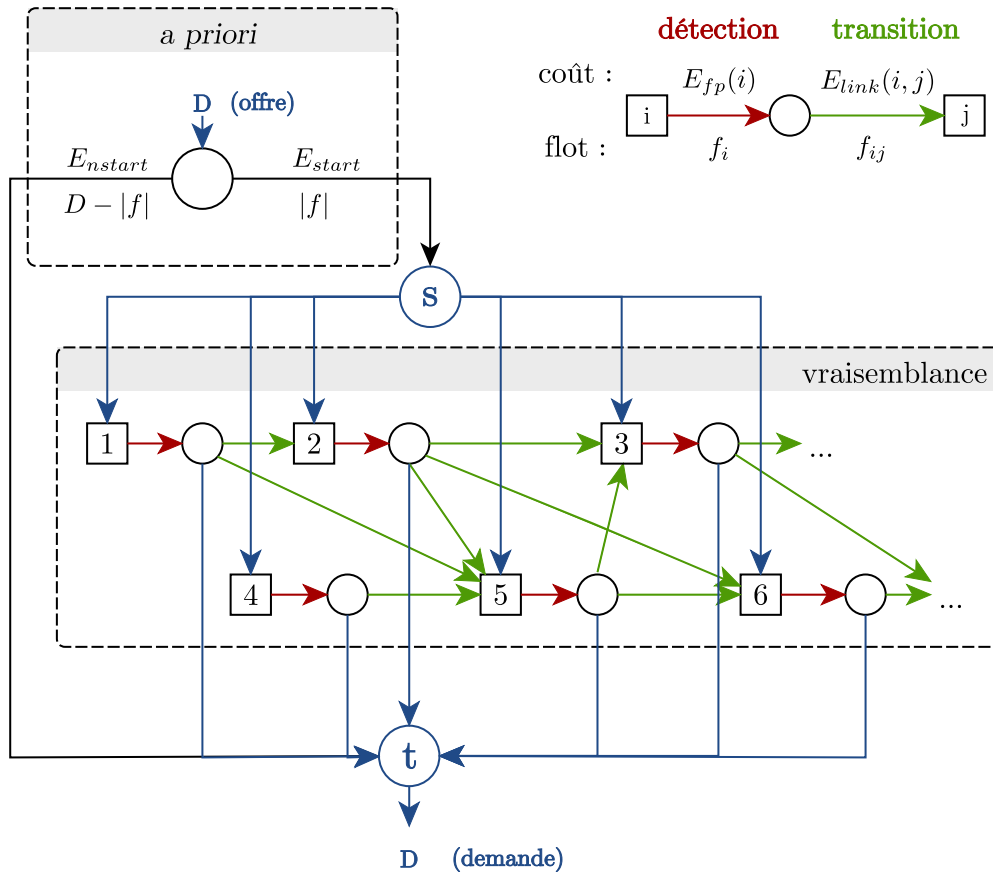 a priori
D (offre)
E_{nstart}
E_{start}
D − |f|
|f|
détection
transition
coût :
E_{fp}(i)
E_{link}(i, j)
i
j
flot :
f_i
f_{ij}
s
vraisemblance
1
2
3
...
4
5
6
...
t
D (demande)